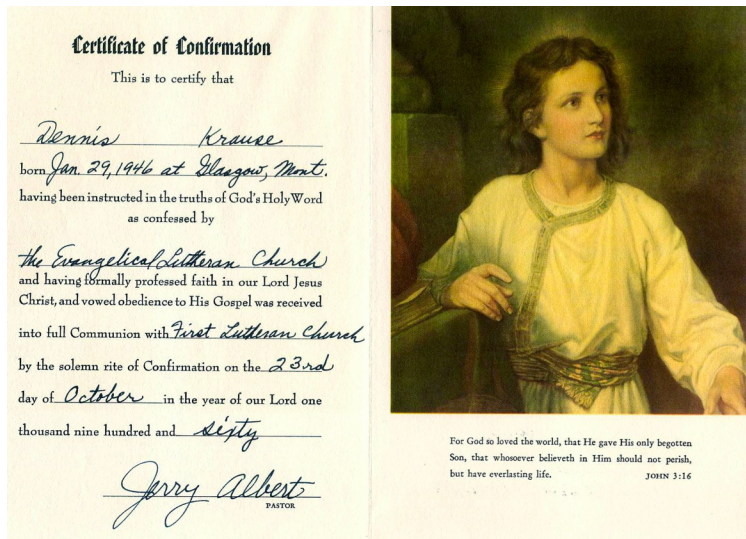 Certificate of Confirmation
This is to certify that
Dennis Krause
born Jan. 29, 1946 at Glasgow, Mont.
having been instructed in the truths of God's Holy Word
as confessed by
the Evangelical Lutheran Church
and having formally professed faith in our Lord Jesus
Christ, and vowed obedience to His Gospel was received
into full Communion with First Lutheran Church
by the solemn rite of Confirmation on the 23rd
day of October in the year of our Lord one
thousand nine hundred and sixty
Jerry Albert
PASTOR
For God so loved the world, that He gave His only begotten
Son, that whosoever believeth in Him should not perish,
but have everlasting life. JOHN 3:16